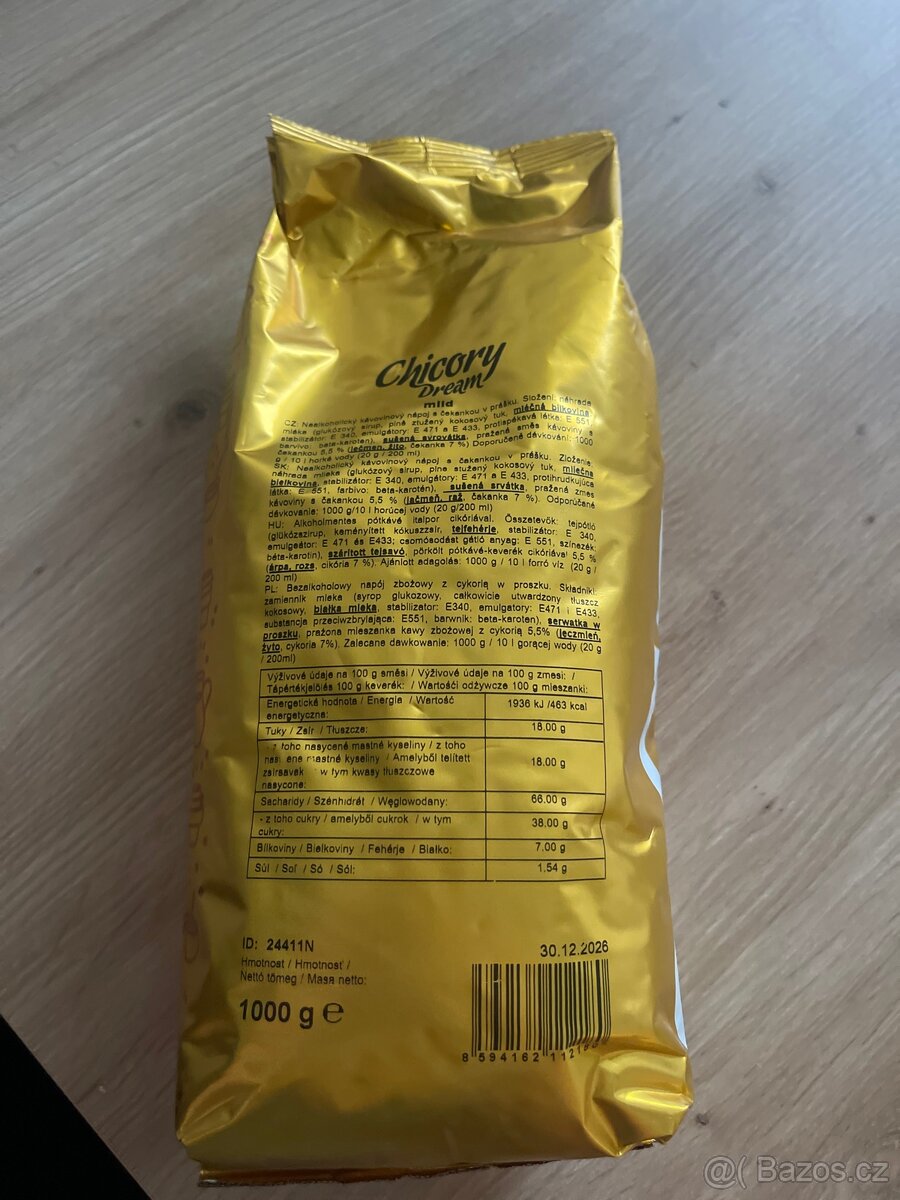 Chicory
Dream
mild
CZ: Nealkoholický kávovinový nápoj s čekankou v prášku. Složení: náhrada
mléka (glukózový sirup, plně ztužený kokosový tuk, mléčná bílkovina,
stabilizátor: E 340, emulgátory: E 471 a E 433, protispékavá látka: E 551
barvivo: beta-karoten), sušená syrovátka, pražená směs kávoviny s
čekankou 5,5 % (ječmen, žito, čekanka 7 %) Doporučené dávkování: 1000
g / 10 l horké vody (20 g / 200 ml)
SK: Nealkoholický kávovinový nápoj s čakankou v prášku. Zloženie:
náhrada mlieka (glukózový sirup, plne stužený kokosový tuk, mliečna
bielkovina, stabilizátor: E 340, emulgátory: E 471 a E 433, protihrudkujúca
látka: E 551, farbivo: beta-karotén), sušená srvátka, pražená zmes
kávoviny s čakankou 5,5 % (jačmeň, raž, čakanka 7 %). Odporúčané
dávkovania: 1000 g/10 l horúcej vody (20 g/200 ml)
HU: Alkoholmentes pótkávé italpor cikóriával. Összetevők: tejpótló
(glükózszirup, keményített kókuszzsír, tejfehérje, stabilizátor: E 340,
emulgeátor: E 471 és E433; csomósodást gátló anyag: E 551, színezék:
béta-karotin), szárított tejsavó, pörkölt pótkávé-keverék cikóriával 5,5 %
(árpa, rozs, cikória 7 %). Ajánlott adagolás: 1000 g / 10 l forró víz (20 g /
200 ml)
PL: Bezalkoholowy napój zbożowy z cykorią w proszku. Składniki:
zamiennik mleka (syrop glukozowy, całkowicie utwardzony tłuszcz
kokosowy, białka mleka, stabilizator: E340, emulgatory: E471 i E433,
substancja przeciwzbrylająca: E551, barwnik: beta-karoten), serwatka w
proszku, prażona mieszanka kawy zbożowej z cykorią 5,5% (jęczmień,
żyto, cykoria 7%). Zalecane dawkowanie: 1000 g / 10 l gorącej wody (20 g
/ 200ml)
Výživové údaje na 100 g směsi / Výživové údaje na 100 g zmesi: /
Tápértékjelölés 100 g keverék: / Wartości odżywcze 100 g mieszanki:
Energetická hodnota / Energia / Wartość
energetyczna: 1936 kJ /463 kcal
Tuky / Zsír / Tłuszcze: 18.00 g
- z toho nasycené mastné kyseliny / z toho
nas ené mastné kyseliny / Amelyből telített
zsírsavak w tym kwasy tłuszczowe
nasycone: 18.00 g
Sacharidy / Szénhidrát / Węglowodany: 66.00 g
- z toho cukry / amelyből cukrok / w tym
cukry: 38.00 g
Bílkoviny / Bielkoviny / Fehérje / Białko: 7.00 g
Sůl / Soľ / Só / Sól: 1.54 g
ID: 24411N
30.12.2026
Hmotnost / Hmotnosť /
Nettó tömeg / Masa netto:
1000 g ℮
8 594162 112
@( Bazos.cz